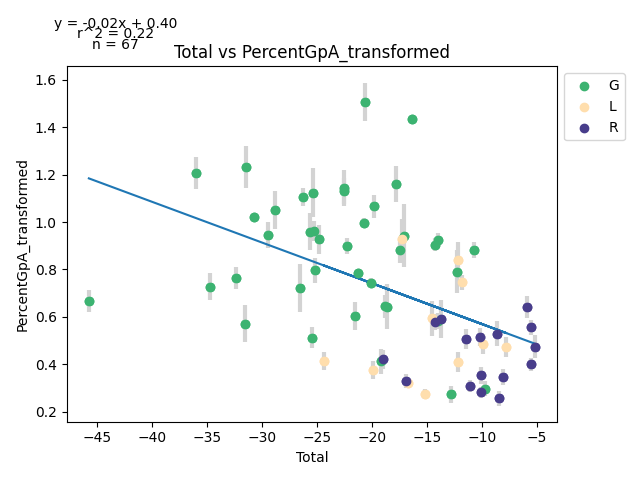 y = -0.02x + 0.40
r^2 = 0.22
n = 67
Total vs PercentGpA_transformed
1.6
1.4
1.2
1.0
0.8
0.6
0.4
0.2
PercentGpA_transformed
−45
−40
−35
−30
−25
−20
−15
−10
−5
Total
G
L
R